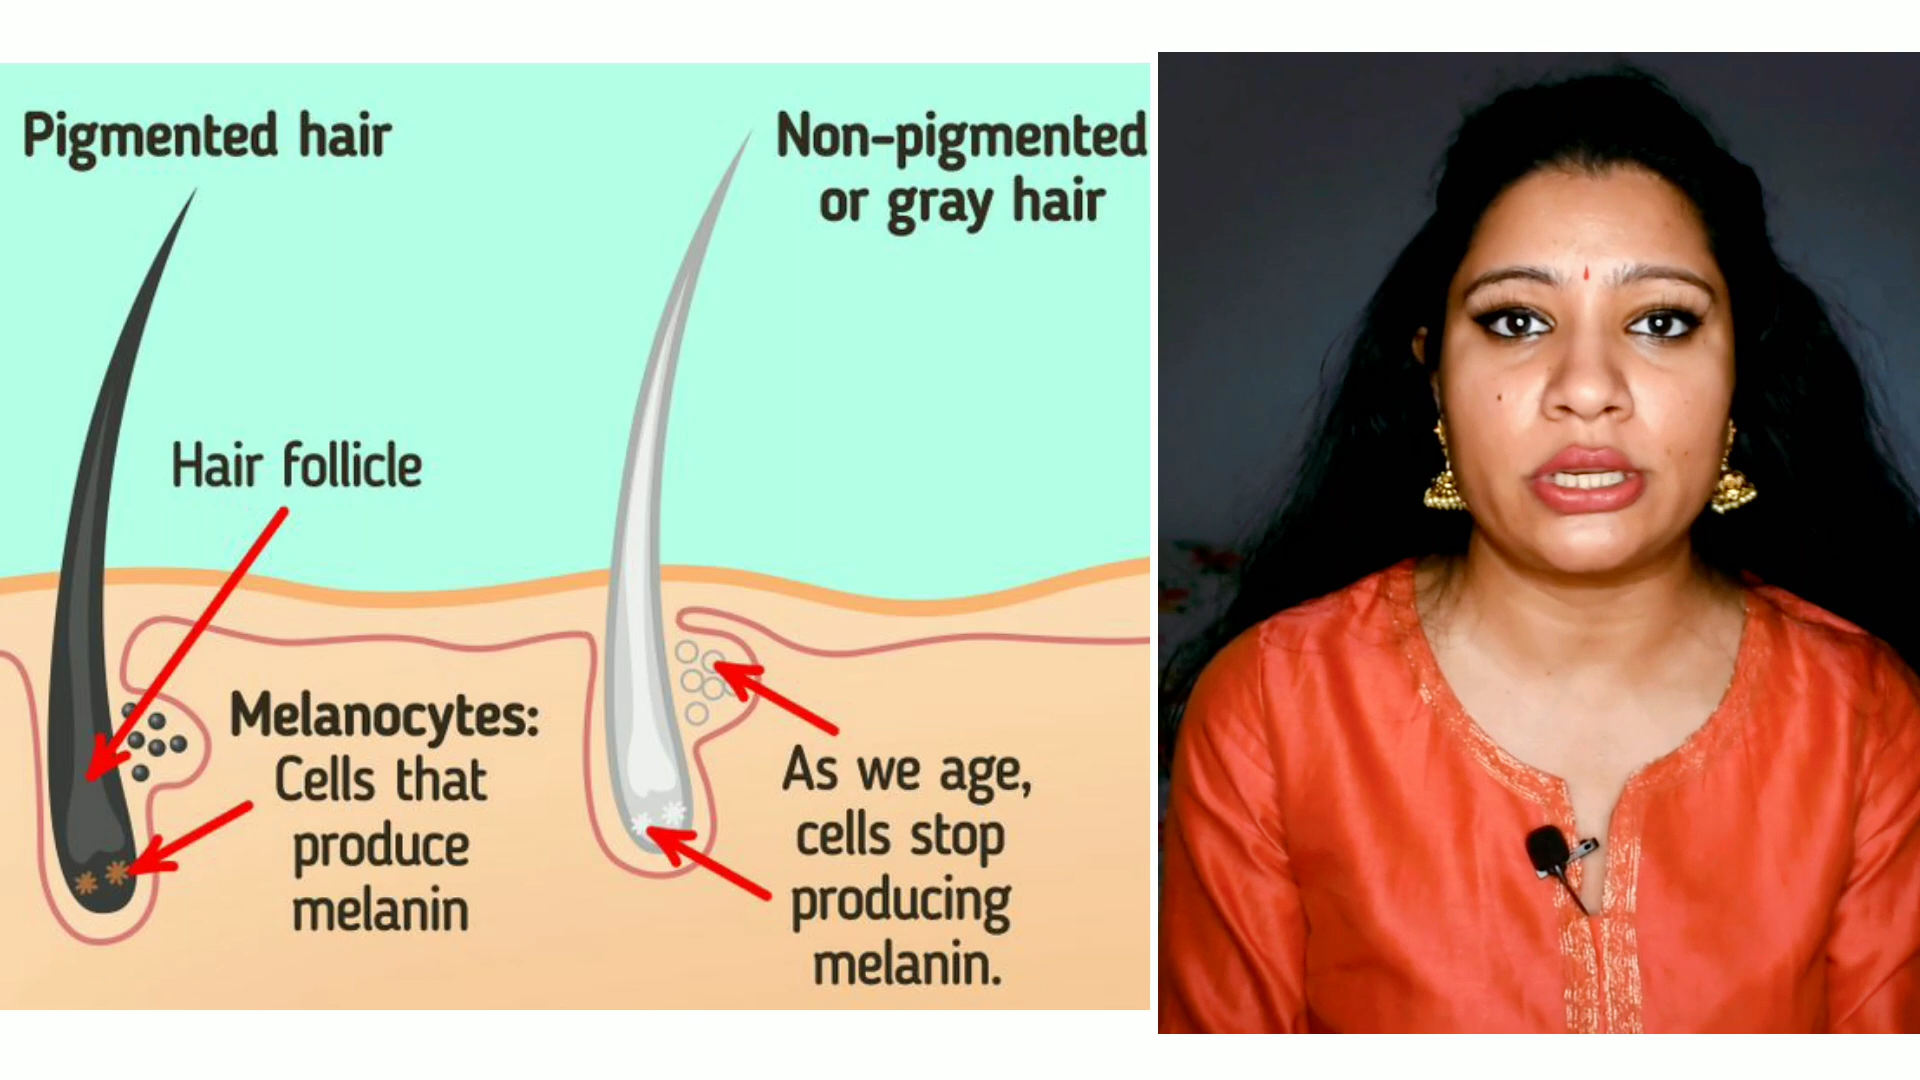 Pigmented hair
Non-pigmented
or gray hair
Hair follicle
Melanocytes:
Cells that
produce
melanin
As we age,
cells stop
producing
melanin.